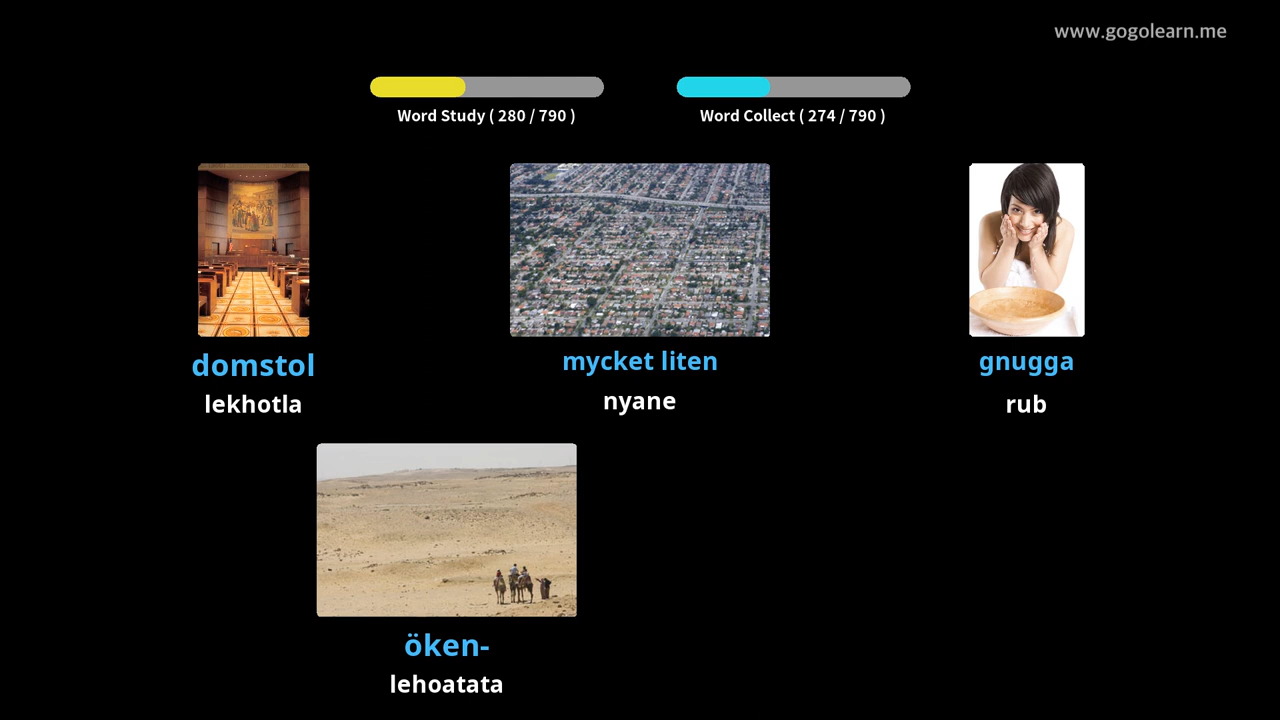 www.gogolearn.me
Word Study ( 280 / 790 )
Word Collect ( 274 / 790 )
domstol
lekhotla
mycket liten
nyane
gnugga
rub
öken-
lehoatata